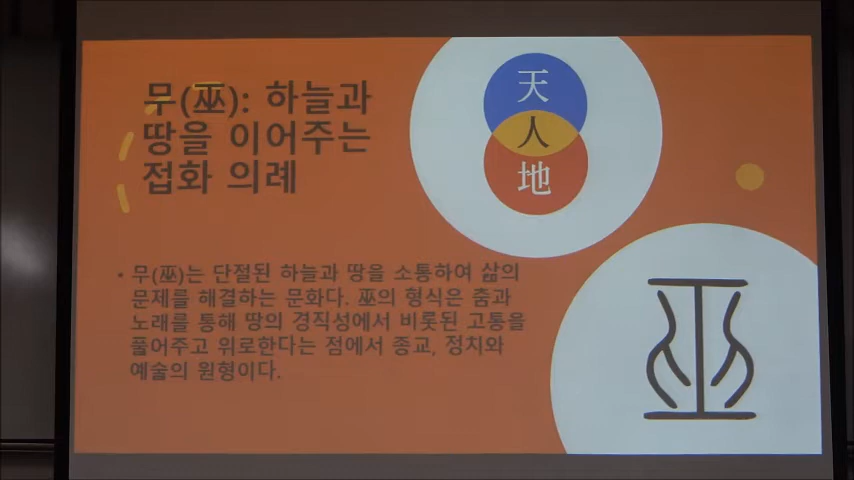 무(巫): 하늘과
땅을 이어주는
접화 의례
天
人
地
• 무(巫)는 단절된 하늘과 땅을 소통하여 삶의
문제를 해결하는 문화다. 巫의 형식은 춤과
노래를 통해 땅의 경직성에서 비롯된 고통을
풀어주고 위로한다는 점에서 종교, 정치와
예술의 원형이다.
巫